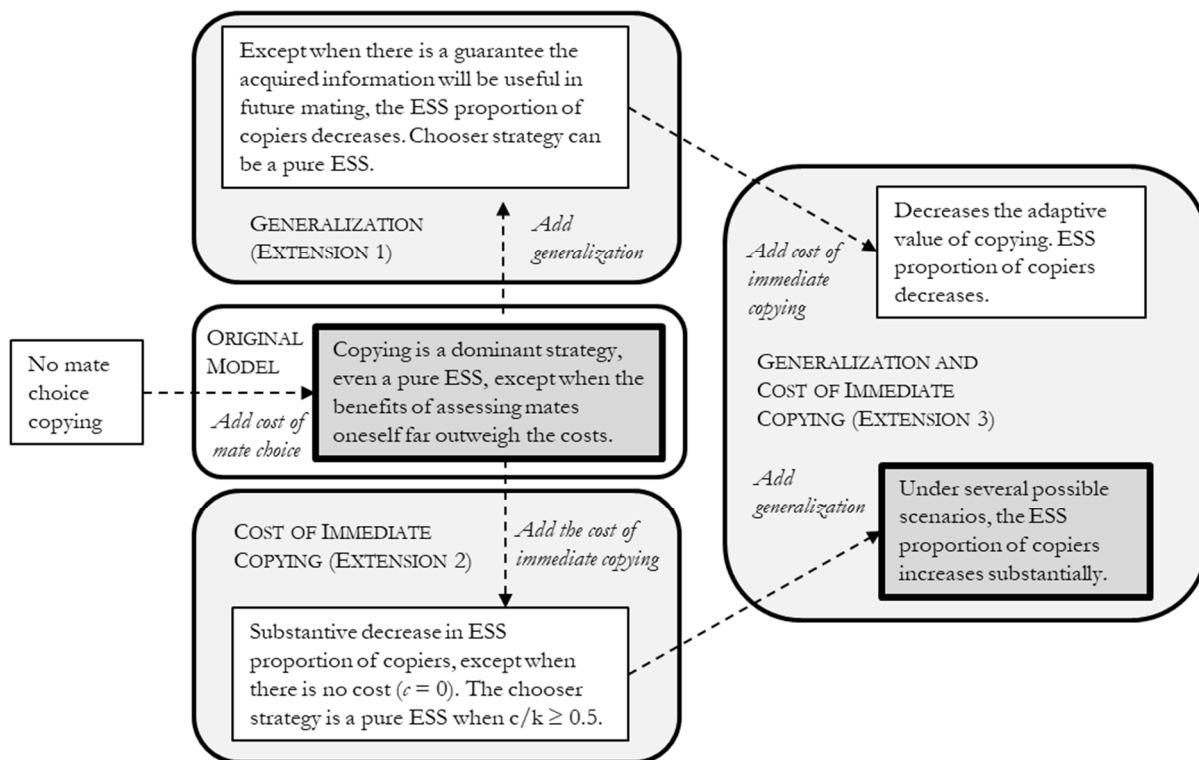 Except when there is a guarantee the
acquired information will be useful in
future mating, the ESS proportion of
copiers decreases. Chooser strategy can
be a pure ESS.
GENERALIZATION
(EXTENSION 1)
Add
generalization
No mate
choice
copying
ORIGINAL
MODEL
Add cost of
mate choice
Copying is a dominant strategy,
even a pure ESS, except when the
benefits of assessing mates
oneself far outweigh the costs.
COST OF IMMEDIATE
COPYING (EXTENSION 2)
Add the cost of
immediate copying
Substantive decrease in ESS
proportion of copiers, except when
there is no cost (c = 0). The chooser
strategy is a pure ESS when c/k ≥ 0.5.
Add cost of
immediate
copying
Decreases the adaptive
value of copying. ESS
proportion of copiers
decreases.
GENERALIZATION AND
COST OF IMMEDIATE
COPYING (EXTENSION 3)
Add
generalization
Under several possible
scenarios, the ESS
proportion of copiers
increases substantially.